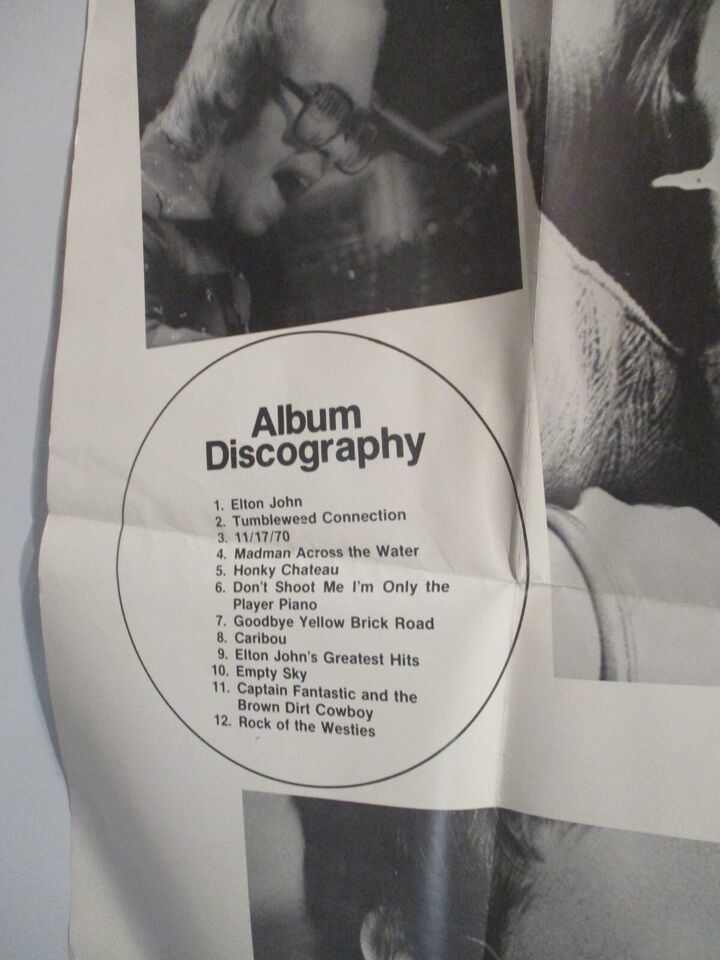 Album
Discography
1. Elton John
2. Tumbleweed Connection
3. 11/17/70
4. Madman Across the Water
5. Honky Chateau
6. Don't Shoot Me I'm Only the
Player Piano
7. Goodbye Yellow Brick Road
8. Caribou
9. Elton John's Greatest Hits
10. Empty Sky
11. Captain Fantastic and the
Brown Dirt Cowboy
12. Rock of the Westies